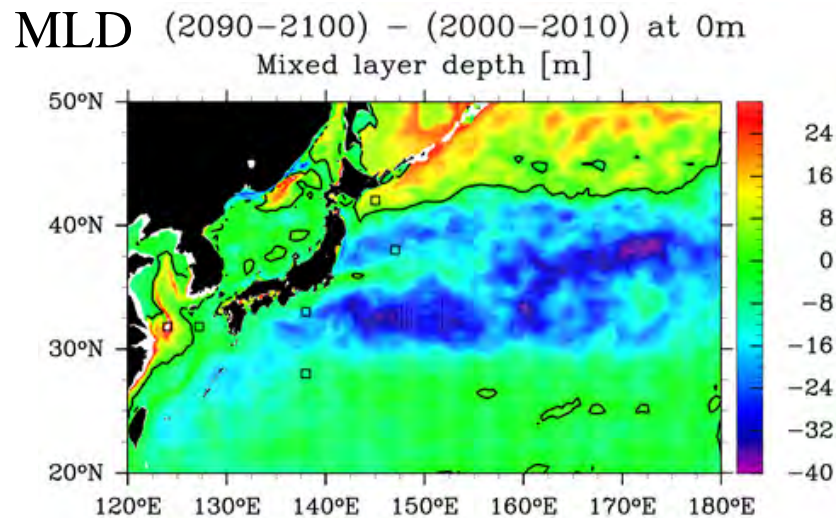 MLD (2090−2100) − (2000−2010) at 0m
Mixed layer depth [m]
50°N
40°N
30°N
20°N
120°E 130°E 140°E 150°E 160°E 170°E 180°E
24
16
8
0
−8
−16
−24
−32
−40